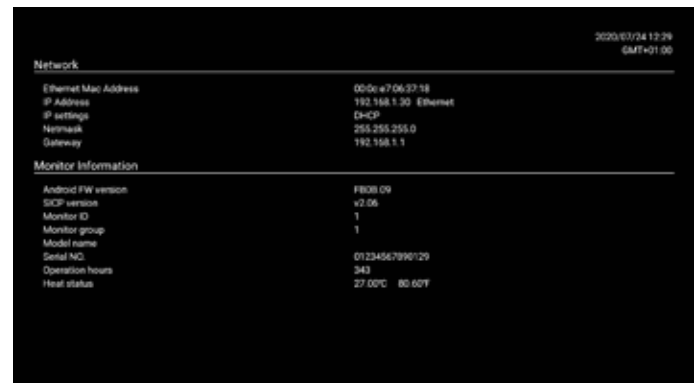 2020/07/24 12:29
GMT+01:00
Network
Ethernet Mac Address 00:0c:e7:06:37:18
IP Address 192.168.1.30 Ethernet
IP settings DHCP
Netmask 255.255.255.0
Gateway 192.168.1.1
Monitor Information
Android FW version FB08.09
SICP version v2.06
Monitor ID 1
Monitor group 1
Model name
Serial NO. 01234567890129
Operation hours 343
Heat status 27.00°C 80.60°F